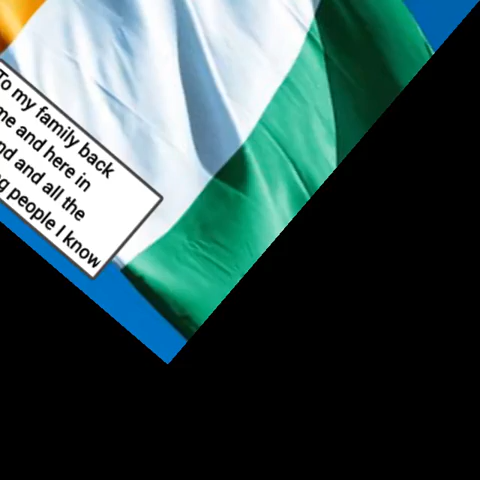 To my family back
me and here in
nd and all the
g people I know